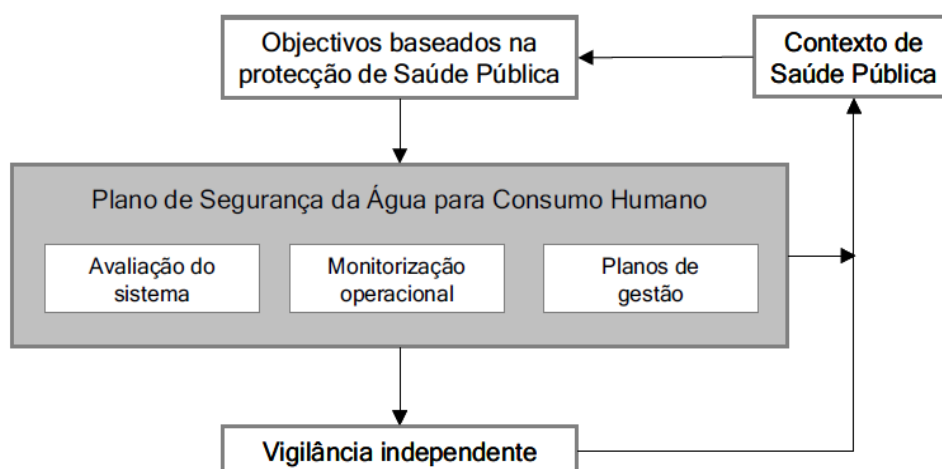 Objectivos baseados na
protecção de Saúde Pública
Contexto de
Saúde Pública
Plano de Segurança da Água para Consumo Humano
Avaliação do
sistema
Monitorização
operacional
Planos de
gestão
Vigilância independente